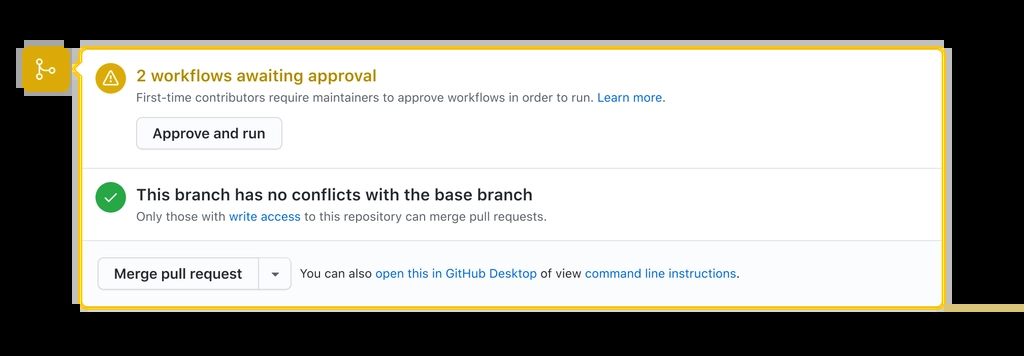 2 workflows awaiting approval
First-time contributors require maintainers to approve workflows in order to run. Learn more.
Approve and run
This branch has no conflicts with the base branch
Only those with write access to this repository can merge pull requests.
Merge pull request You can also open this in GitHub Desktop of view command line instructions.